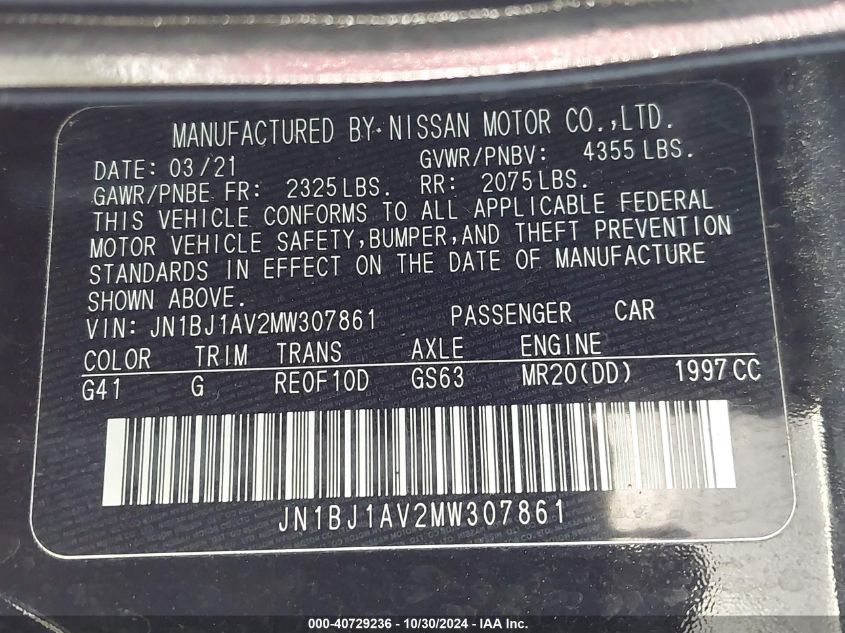 MANUFACTURED BY NISSAN MOTOR CO.,LTD.
DATE: 03/21 GVWR/PNBV: 4355 LBS.
GAWR/PNBE FR: 2325 LBS. RR: 2075 LBS.
THIS VEHICLE CONFORMS TO ALL APPLICABLE FEDERAL
MOTOR VEHICLE SAFETY, BUMPER, AND THEFT PREVENTION
STANDARDS IN EFFECT ON THE DATE OF MANUFACTURE
SHOWN ABOVE.
VIN: JN1BJ1AV2MW307861 PASSENGER CAR
COLOR TRIM TRANS AXLE ENGINE
G41 G RE0F10D GS63 MR20(DD) 1997 CC
JN1BJ1AV2MW307861
000-40729236 - 10/30/2024 - IAA Inc.